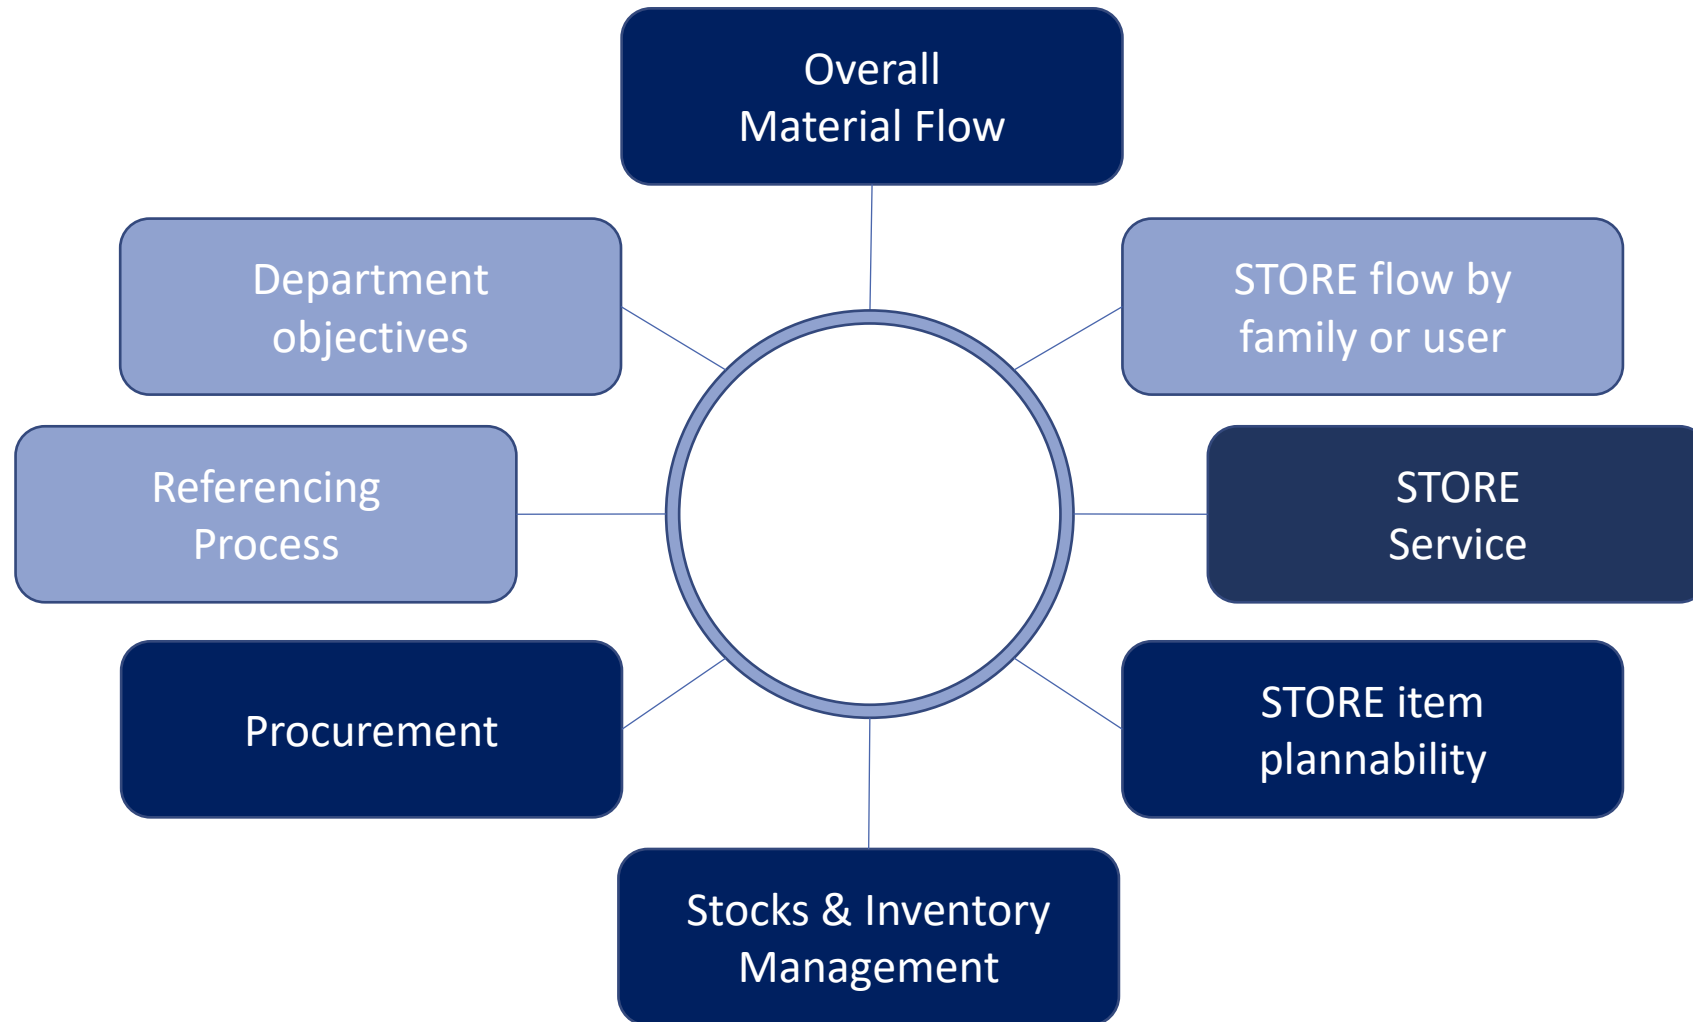 Overall
Material Flow
Department
objectives
STORE flow by
family or user
Referencing
Process
STORE
Service
Procurement
STORE item
plannability
Stocks & Inventory
Management